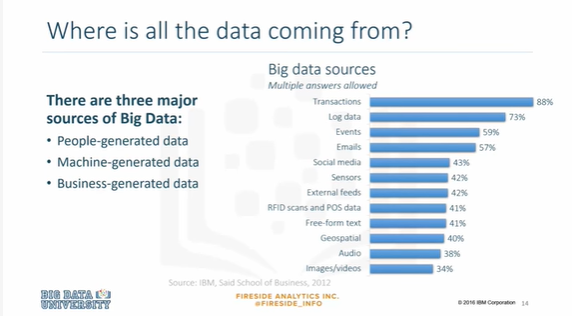 Where is all the data coming from?
There are three major
sources of Big Data:
• People-generated data
• Machine-generated data
• Business-generated data
Big data sources
Multiple answers allowed
Transactions 88%
Log data 73%
Events 59%
Emails 57%
Social media 43%
Sensors 42%
External feeds 42%
RFID scans and POS data 41%
Free-form text 41%
Geospatial 40%
Audio 38%
Images/videos 34%
Source: IBM, Said School of Business, 2012
BIG DATA
UNIVERSITY
FIRESIDE ANALYTICS INC.
@FIRESIDE_INFO
© 2016 IBM Corporation 14